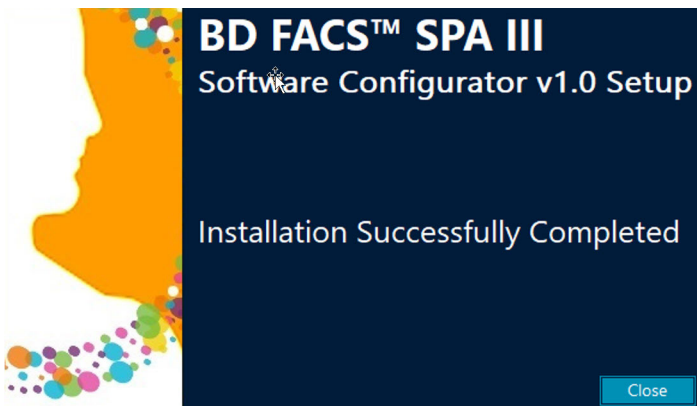 BD FACS™ SPA III
Software Configurator v1.0 Setup
Installation Successfully Completed
Close